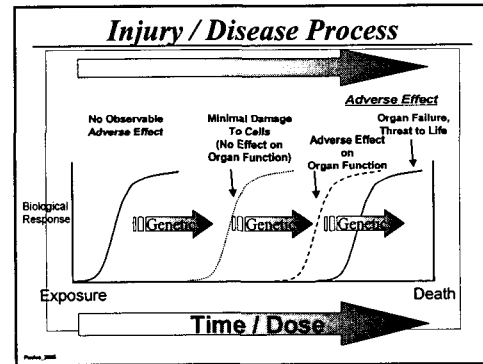 Injury / Disease Process
Adverse Effect
No Observable
Adverse Effect
Minimal Damage
To Cells
(No Effect on
Organ Function)
Adverse Effect
on
Organ Function
Organ Failure,
Threat to Life
Biological
Response
Genetic
Genetic
Genetic
Exposure
Death
Time / Dose